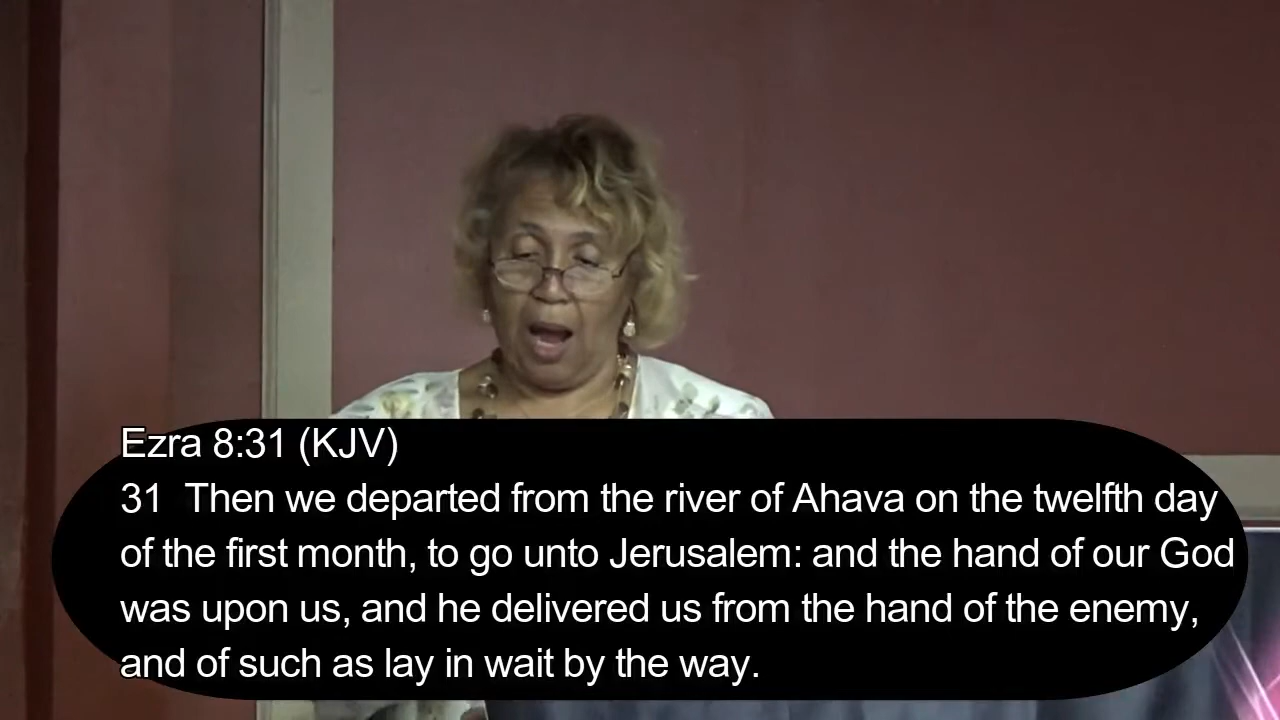 Ezra 8:31 (KJV)
31  Then we departed from the river of Ahava on the twelfth day
of the first month, to go unto Jerusalem: and the hand of our God
was upon us, and he delivered us from the hand of the enemy,
and of such as lay in wait by the way.